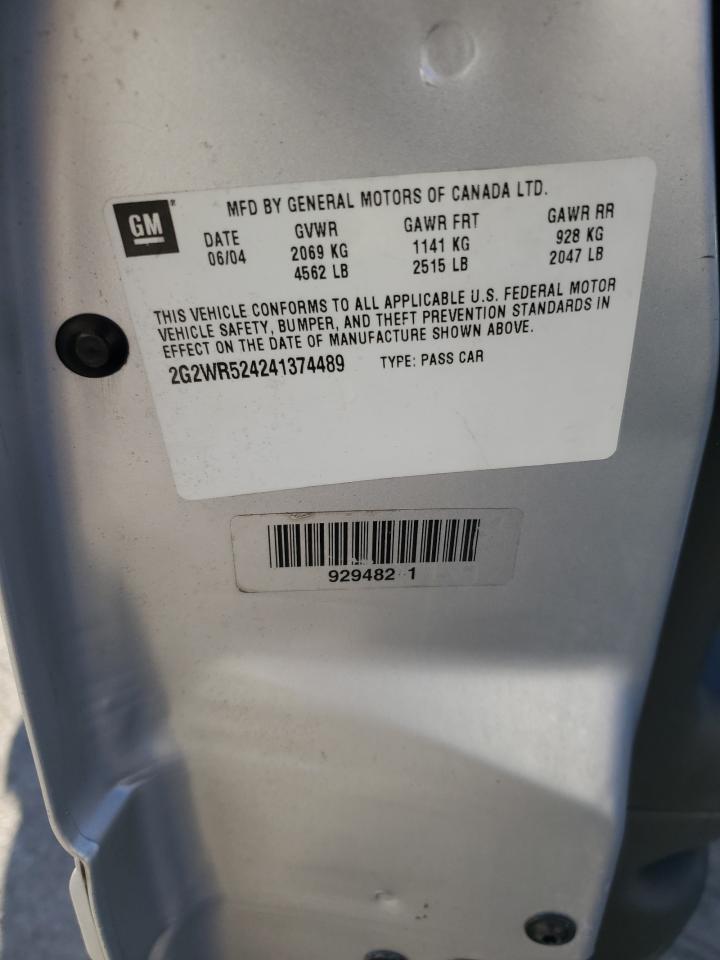 GM®
MFD BY GENERAL MOTORS OF CANADA LTD.
DATE GVWR GAWR FRT GAWR RR
06/04 2069 KG 1141 KG 928 KG
4562 LB 2515 LB 2047 LB
THIS VEHICLE CONFORMS TO ALL APPLICABLE U.S. FEDERAL MOTOR
VEHICLE SAFETY, BUMPER, AND THEFT PREVENTION STANDARDS IN
EFFECT ON THE DATE OF MANUFACTURE SHOWN ABOVE.
2G2WR524241374489 TYPE: PASS CAR
929482 1